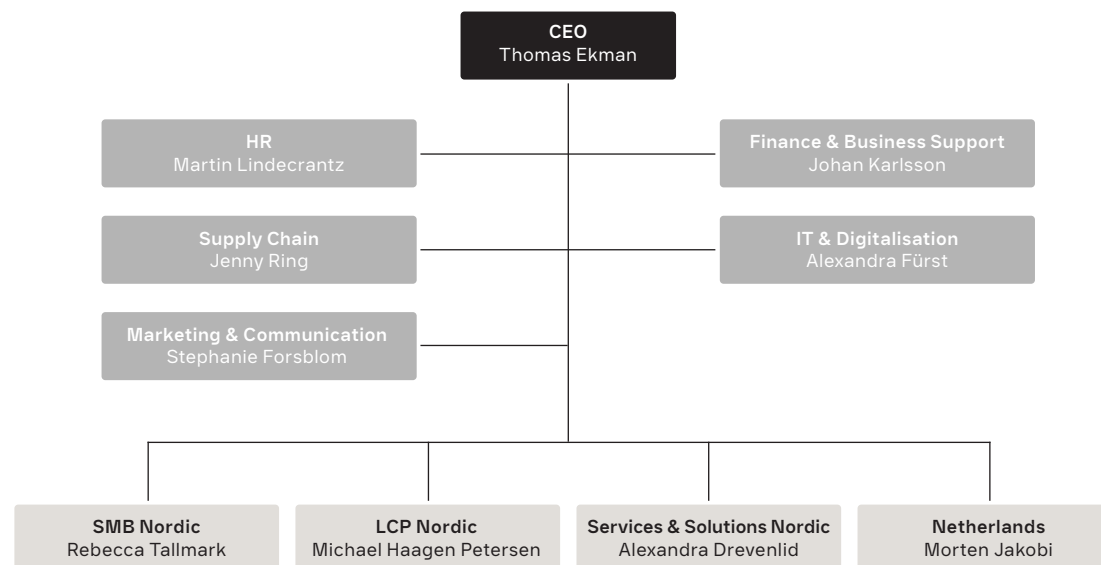 CEO
Thomas Ekman
HR
Martin Lindecrantz
Finance & Business Support
Johan Karlsson
Supply Chain
Jenny Ring
IT & Digitalisation
Alexandra Fürst
Marketing & Communication
Stephanie Forsblom
SMB Nordic
Rebecca Tallmark
LCP Nordic
Michael Haagen Petersen
Services & Solutions Nordic
Alexandra Drevenlid
Netherlands
Morten Jakobi